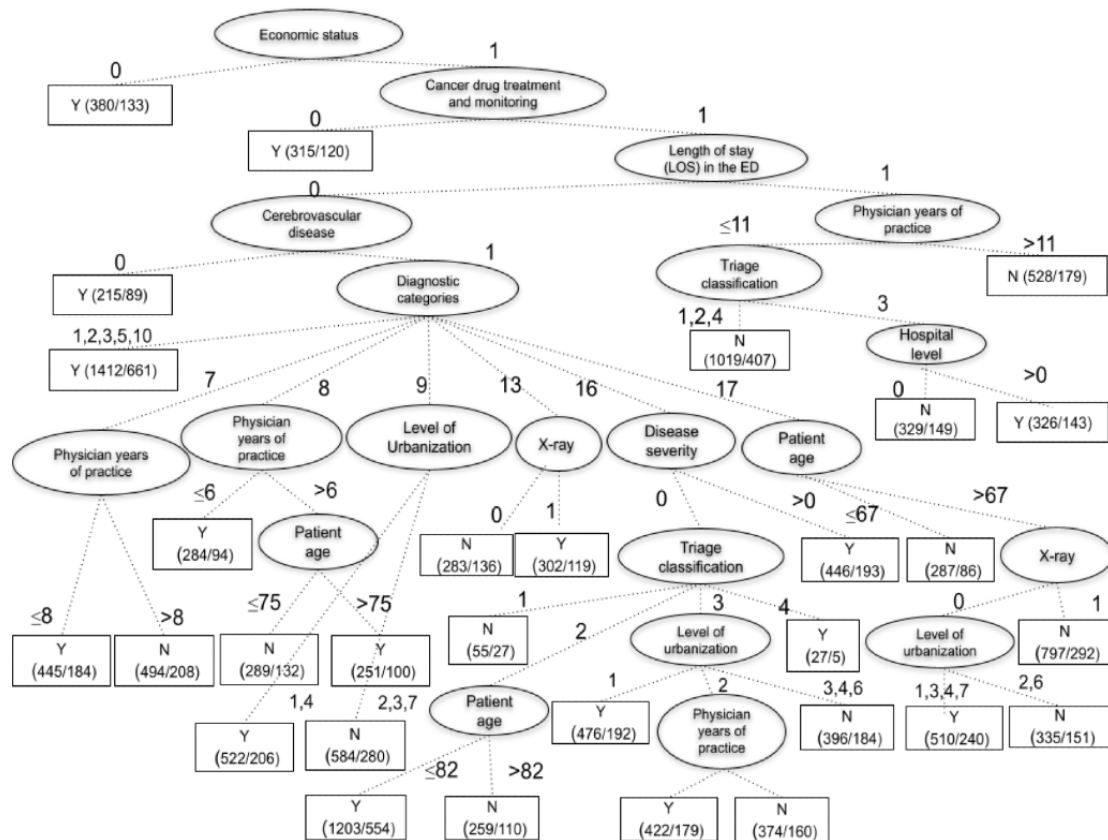 Economic status
0
1
Y (380/133)
Cancer drug treatment
and monitoring
0
1
Y (315/120)
Length of stay
(LOS) in the ED
0
1
Cerebrovascular
disease
Physician years of
practice
≤11
>11
0
1
Triage
classification
N (528/179)
Y (215/89)
Diagnostic
categories
1,2,4
3
N
(1019/407)
Hospital
level
1,2,3,5,10
Y (1412/661)
0
>0
N
(329/149)
Y (326/143)
7
8
9
13
16
17
Physician years
of practice
Physician
years of
practice
Level of
Urbanization
X-ray
Disease
severity
Patient
age
≤6
>6
0
1
0
>0
≤67
>67
Y
(284/94)
Patient
age
N
(283/136)
Y
(302/119)
Triage
classification
Y
(446/193)
N
(287/86)
X-ray
≤8
>8
≤75
>75
1
2
3
4
0
1
Y
(445/184)
N
(494/208)
N
(289/132)
Y
(251/100)
N
(55/27)
Level of
urbanization
Y
(27/5)
Level of
urbanization
N
(797/292)
1,4
2,3,7
1
2
3,4,6
1,3,4,7
2,6
Y
(522/206)
N
(584/280)
Patient
age
Y
(476/192)
Physician
years of
practice
N
(396/184)
Y
(510/240)
N
(335/151)
≤82
>82
Y
(1203/554)
N
(259/110)
Y
(422/179)
N
(374/160)